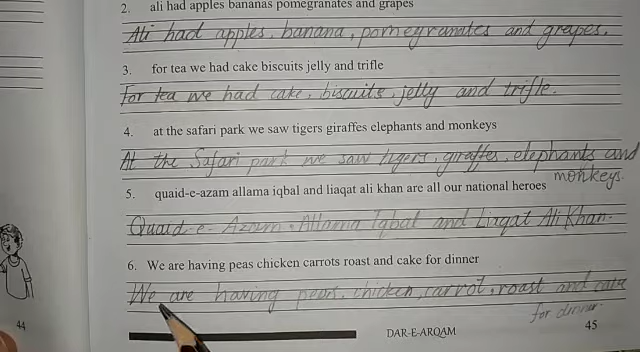 2. ali had apples bananas pomegranates and grapes
Ali had apples, banana, pomegranates and grapes.
3. for tea we had cake biscuits jelly and trifle
For tea we had cake, biscuits, jelly and trifle.
4. at the safari park we saw tigers giraffes elephants and monkeys
At the Safari park we saw tigers, giraffes, elephants and
monkeys.
5. quaid-e-azam allama iqbal and liaqat ali khan are all our national heroes
Quaid-e-Azam, Allama Iqbal and Liaqat Ali Khan.
6. We are having peas chicken carrots roast and cake for dinner
We are having peas, chicken, carrot, roast and cake
for dinner.
44
DAR-E-ARQAM
45